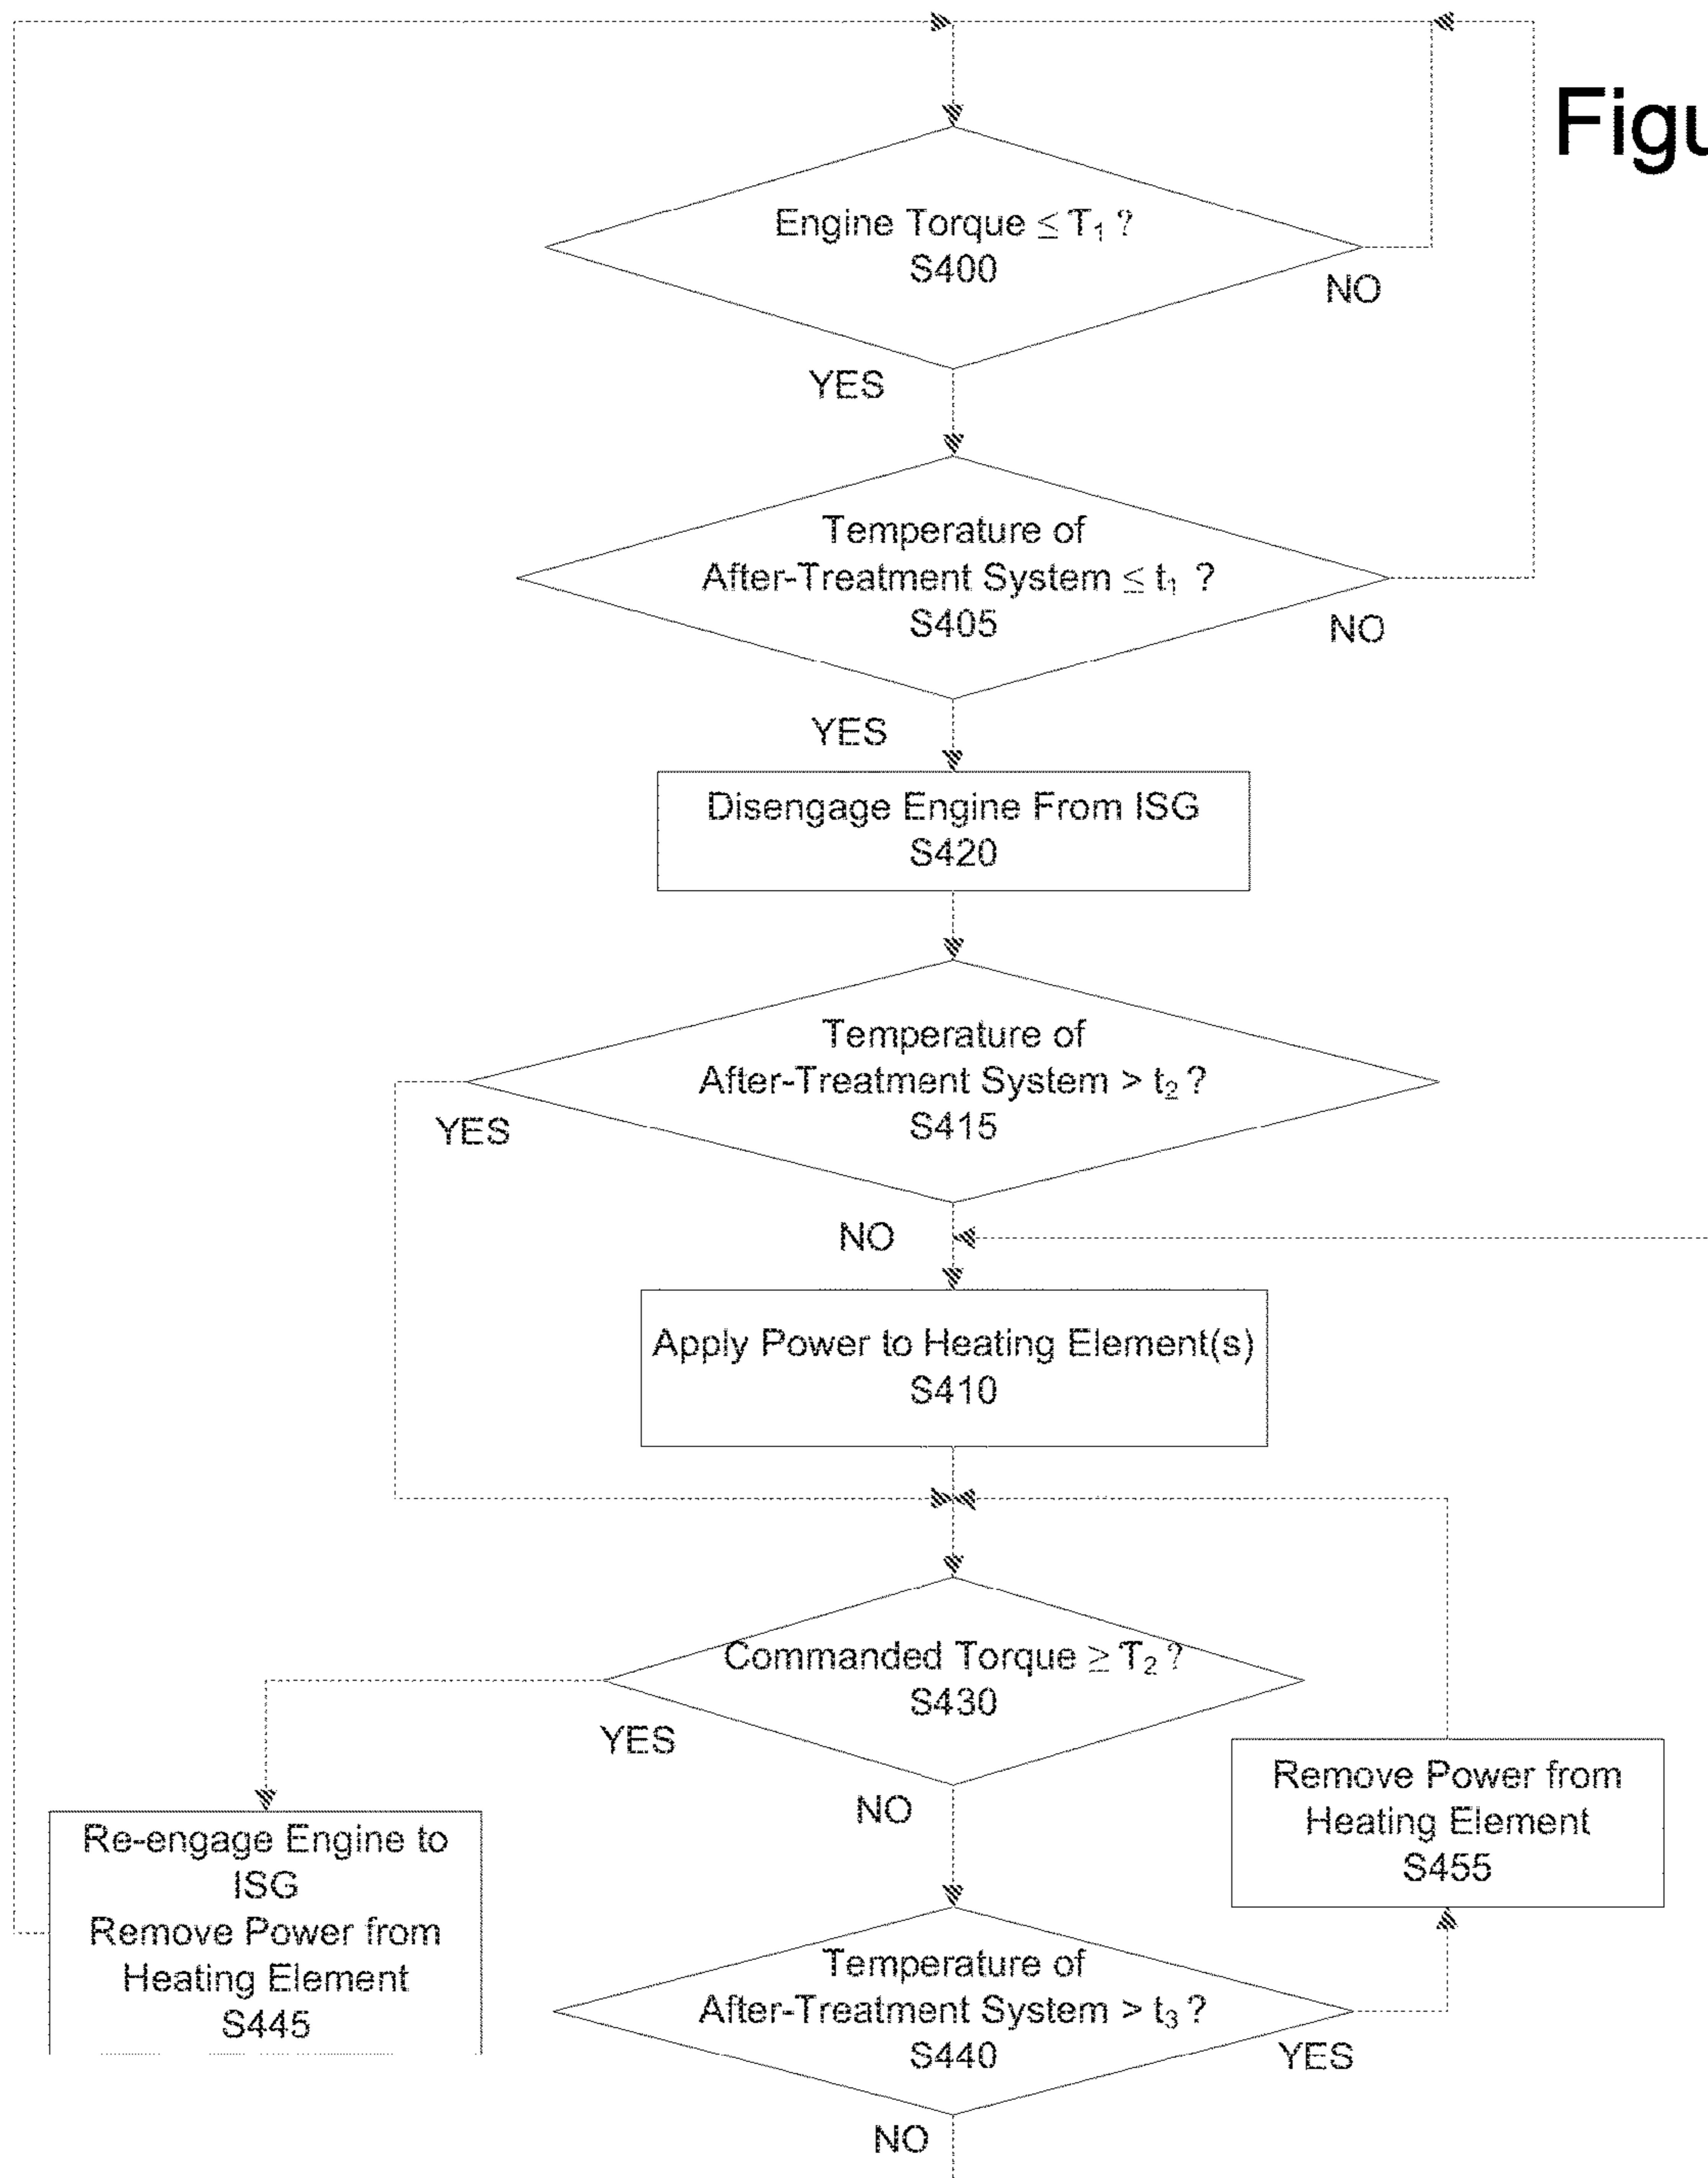 Figu
Engine Torque ≤ T₁ ?
S400
NO
YES
Temperature of
After-Treatment System ≤ t₁ ?
S405
NO
YES
Disengage Engine From ISG
S420
Temperature of
After-Treatment System > t₂ ?
S415
YES
NO
Apply Power to Heating Element(s)
S410
Commanded Torque ≥ T₂ ?
S430
YES
NO
Remove Power from
Heating Element
S455
Re-engage Engine to
ISG
Remove Power from
Heating Element
S445
Temperature of
After-Treatment System > t₃ ?
S440
YES
NO